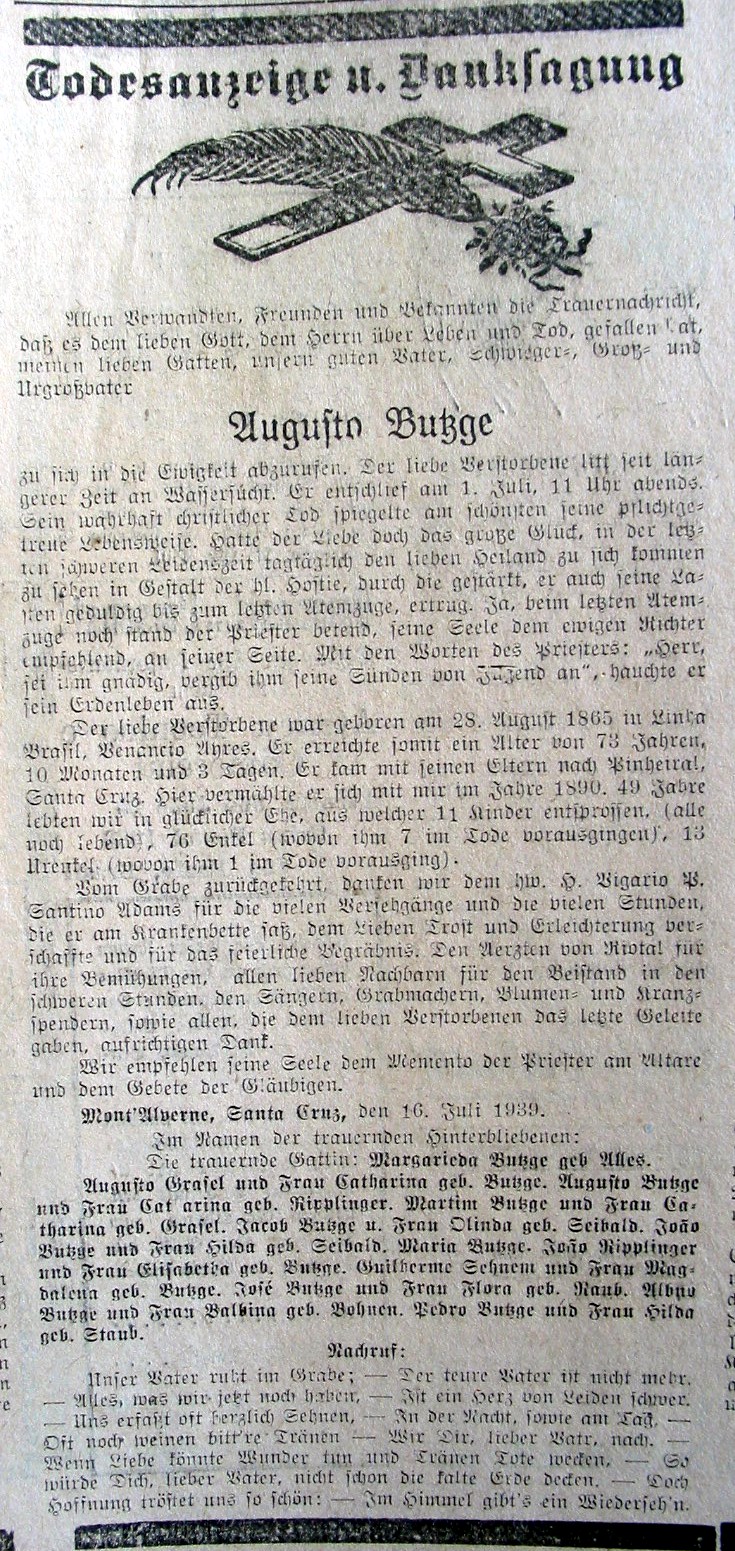 Todesanzeige u. Danksagung
Allen Verwandten, Freunden und Bekannten die Trauernachricht,
daß es dem lieben Gott, dem Herrn über Leben und Tod, gefallen hat,
meinen lieben Gatten, unsern guten Vater, Schwieger-, Groß- und
Urgroßvater
Augusto Butzge
zu sich in die Ewigkeit abzurufen. Der liebe Verstorbene litt seit län-
gerer Zeit an Wassersucht. Er entschlief am 1. Juli, 11 Uhr abends.
Sein wahrhaft christlicher Tod spiegelte am schönsten seine pflichtge-
treue Lebensweise. Hatte der Liebe doch das große Glück, in der letz-
ten schweren Leidenszeit tagtäglich den lieben Heiland zu sich kommen
zu sehen in Gestalt der hl. Hostie, durch die gestärkt, er auch seine La-
sten geduldig bis zum letzten Atemzuge, ertrug. Ja, beim letzten Atem-
zuge noch stand der Priester betend, seine Seele dem ewigen Richter
empfehlend, an seiner Seite. Mit den Worten des Priesters: „Herr,
sei ihm gnädig, vergib ihm seine Sünden von Jugend an", hauchte er
sein Erdenleben aus.
Der liebe Verstorbene war geboren am 28. August 1865 in Linha
Brasil, Venancio Ayres. Er erreichte somit ein Alter von 73 Jahren,
10 Monaten und 3 Tagen. Er kam mit seinen Eltern nach Pinheiral,
Santa Cruz. Hier vermählte er sich mit mir im Jahre 1890. 49 Jahre
lebten wir in glücklicher Ehe, aus welcher 11 Kinder entsprossen, (alle
noch lebend), 76 Enkel (wovon ihm 7 im Tode vorausgingen), 13
Urenkel (wovon ihm 1 im Tode vorausging).
Vom Grabe zurückgekehrt, danken wir dem hw. H. Vigario P.
Santino Adams für die vielen Versehgänge und die vielen Stunden,
die er am Krankenbette saß, dem Lieben Trost und Erleichterung ver-
schaffte und für das feierliche Begräbnis. Den Aerzten von Riotal für
ihre Bemühungen, allen lieben Nachbarn für den Beistand in den
schweren Stunden, den Sängern, Grabmachern, Blumen- und Kranz-
spendern, sowie allen, die dem lieben Verstorbenen das letzte Geleite
gaben, aufrichtigen Dank.
Wir empfehlen seine Seele dem Memento der Priester am Altare
und dem Gebete der Gläubigen.
Mont'Alverne, Santa Cruz, den 16. Juli 1939.
Im Namen der trauernden Hinterbliebenen:
Die trauernde Gattin: Margarieda Butzge geb Alles.
Augusto Grasel und Frau Catharina geb. Butzge. Augusto Butzge
und Frau Cat arina geb. Ripplinger. Martim Butzge und Frau Ca-
tharina geb. Grasel. Jacob Butzge u. Frau Olinda geb. Seibald. João
Butzge und Frau Hilda geb. Seibald. Maria Butzge. João Ripplinger
und Frau Elisabetha geb. Butzge. Guilherme Sehnem und Frau Mag-
dalena geb. Butzge. José Butzge und Frau Flora geb. Raub. Albno
Butzge und Frau Balbina geb. Bohnen. Pedro Butzge und Frau Hilda
geb. Staub.
Nachruf:
Unser Vater ruht im Grabe; — Der teure Vater ist nicht mehr.
— Alles, was wir jetzt noch haben, — Ist ein Herz von Leiden schwer.
— Uns erfaßt oft herzlich Sehnen, — In der Nacht, sowie am Tag, —
Oft noch weinen bitt're Tränen — Wir Dir, lieber Vatr, nach. —
Wenn Liebe könnte Wunder tun und Tränen Tote wecken, — So
würde Dich, lieber Vater, nicht schon die kalte Erde decken. — Doch
Hoffnung tröstet uns so schön: — Im Himmel gibt's ein Wiederseh'n.